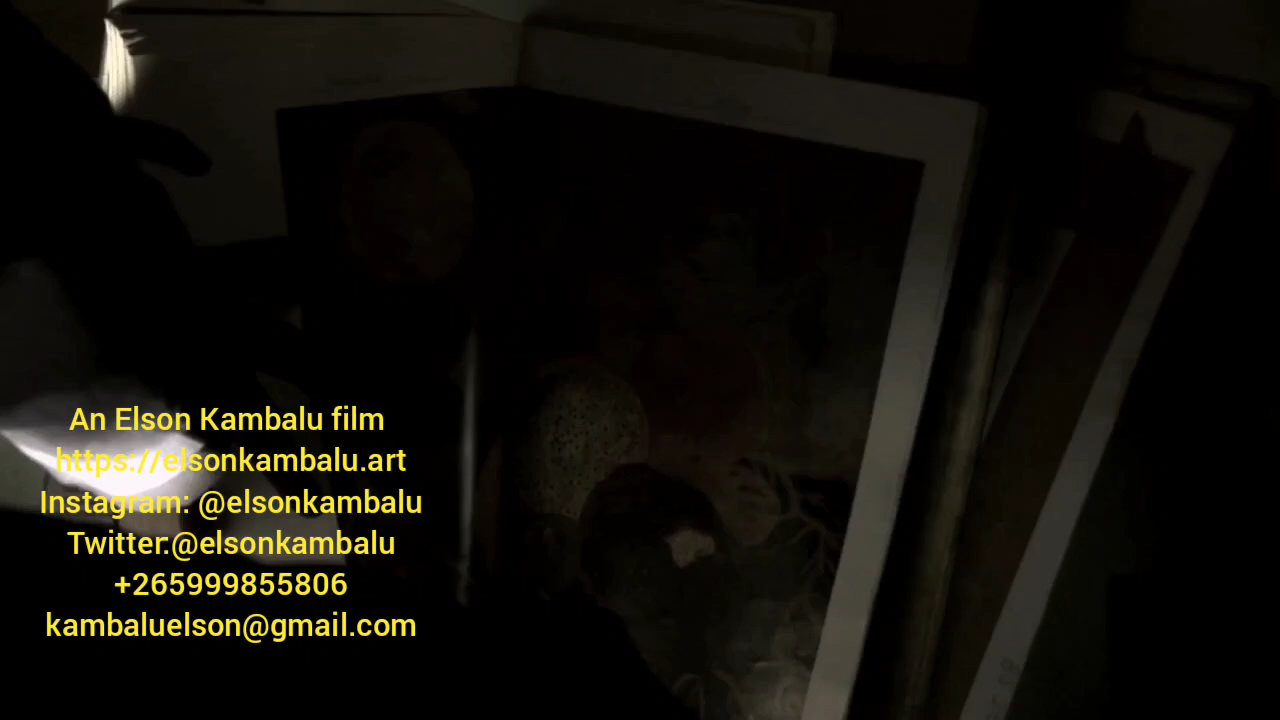 An Elson Kambalu film
https://elsonkambalu.art
Instagram: @elsonkambalu
Twitter:@elsonkambalu
+265999855806
kambaluelson@gmail.com